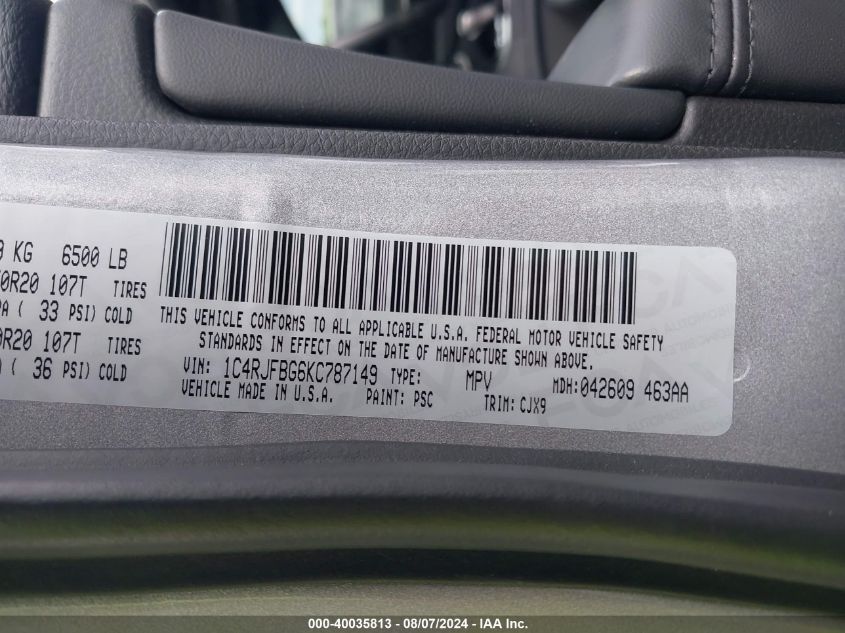 KG 6500 LB
0R20 107T TIRES
PA ( 33 PSI) COLD
0R20 107T TIRES
( 36 PSI) COLD
THIS VEHICLE CONFORMS TO ALL APPLICABLE U.S.A. FEDERAL MOTOR VEHICLE SAFETY
STANDARDS IN EFFECT ON THE DATE OF MANUFACTURE SHOWN ABOVE.
VIN: 1C4RJFBG6KC787149 TYPE: MPV MDH:042609 463AA
VEHICLE MADE IN U.S.A. PAINT: PSC TRIM: CJX9
000-40035813 - 08/07/2024 - IAA Inc.